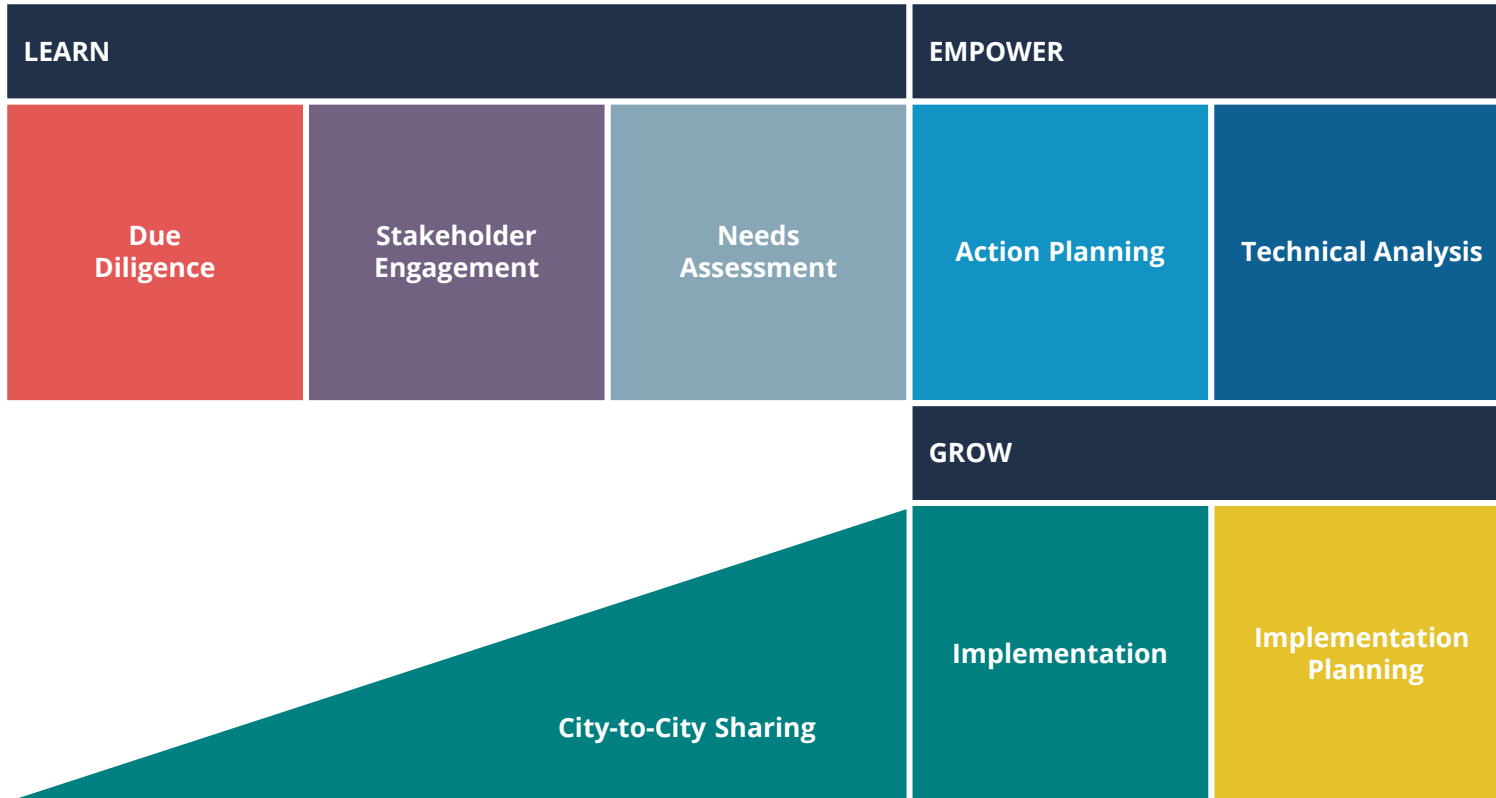 LEARN
EMPOWER
Due
Diligence
Stakeholder
Engagement
Needs
Assessment
Action Planning
Technical Analysis
GROW
Implementation
Implementation
Planning
City-to-City Sharing